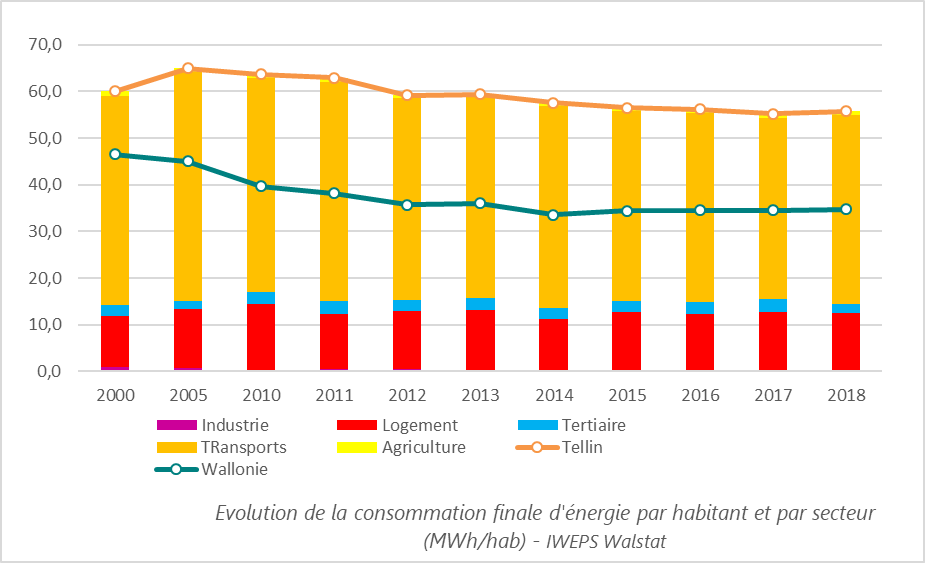 70,0
60,0
50,0
40,0
30,0
20,0
10,0
0,0
2000 2005 2010 2011 2012 2013 2014 2015 2016 2017 2018
Industrie Logement Tertiaire
TRansports Agriculture Tellin
Wallonie
Evolution de la consommation finale d'énergie par habitant et par secteur
(MWh/hab) - IWEPS Walstat